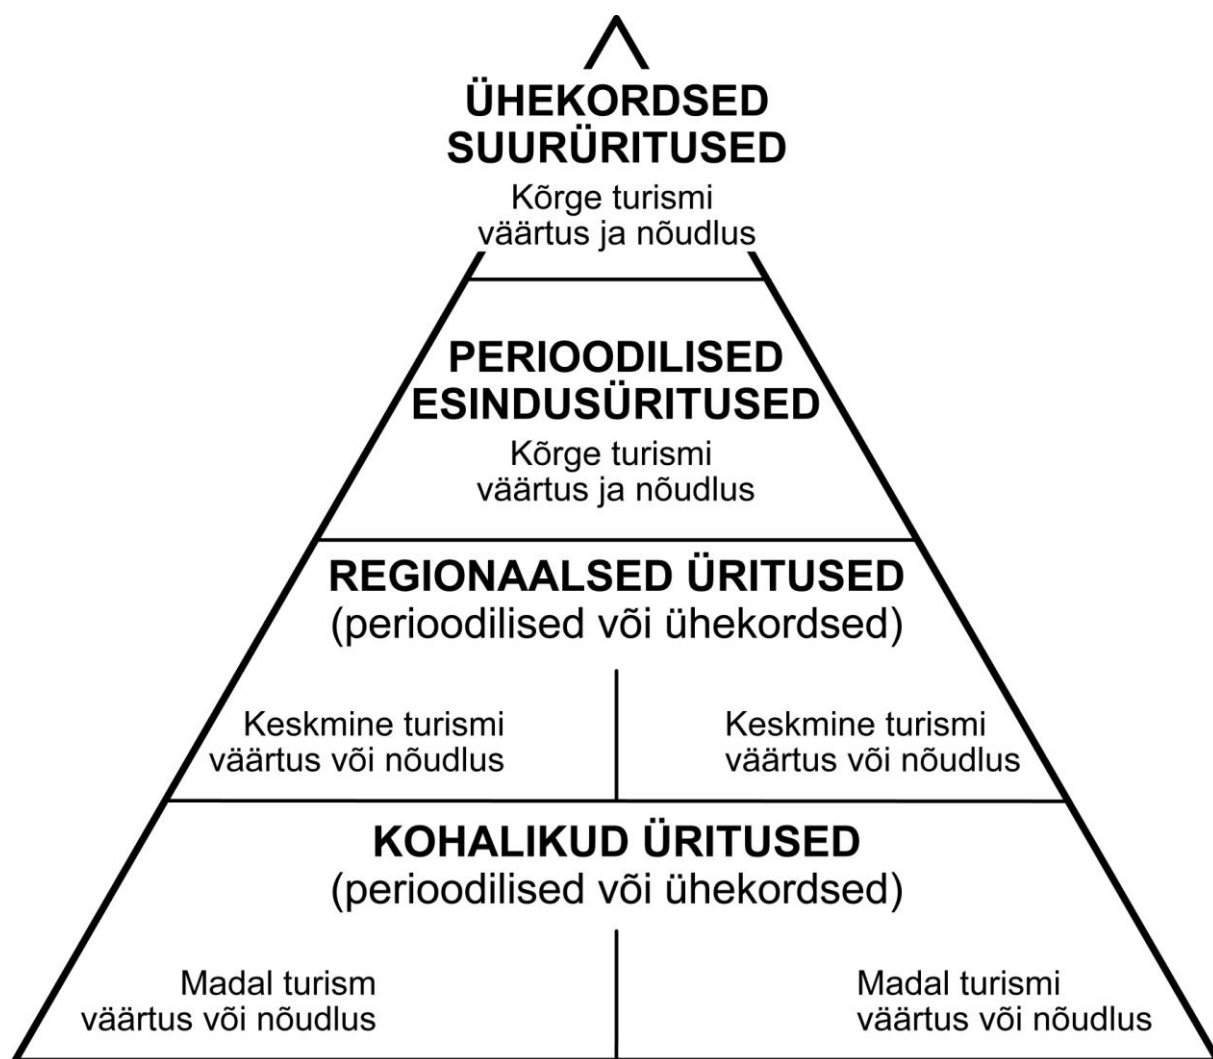 ÜHEKORDSED
SUURÜRITUSED
Kõrge turismi
väärtus ja nõudlus
PERIOODILISED
ESINDUSÜRITUSED
Kõrge turismi
väärtus ja nõudlus
REGIONAALSED ÜRITUSED
(perioodilised või ühekordsed)
Keskmine turismi
väärtus või nõudlus
Keskmine turismi
väärtus või nõudlus
KOHALIKUD ÜRITUSED
(perioodilised või ühekordsed)
Madal turism
väärtus või nõudlus
Madal turismi
väärtus või nõudlus